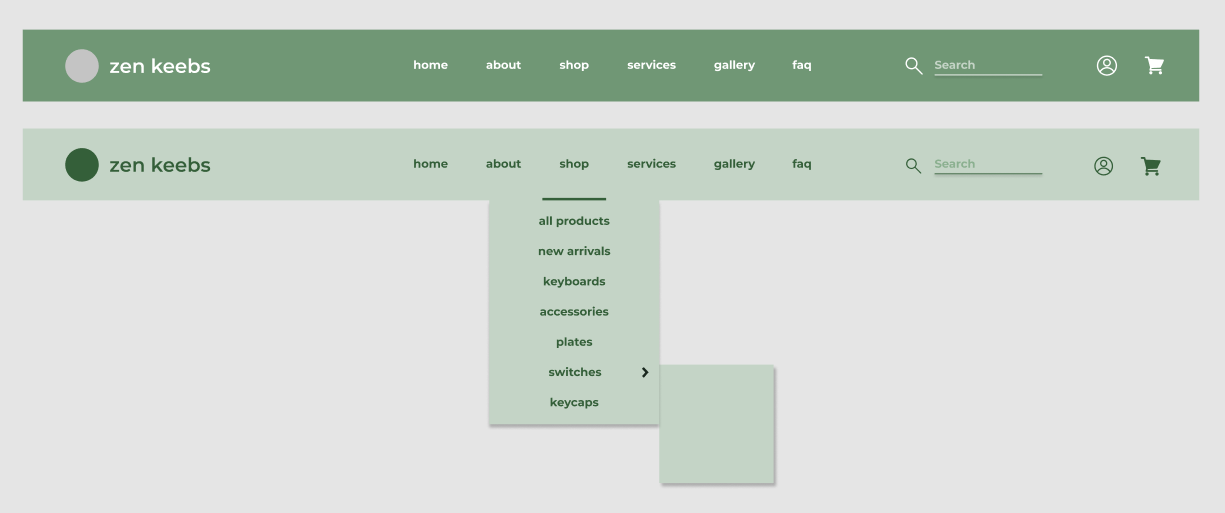 zen keebs home about shop services gallery faq Search
zen keebs home about shop services gallery faq Search
all products
new arrivals
keyboards
accessories
plates
switches
keycaps